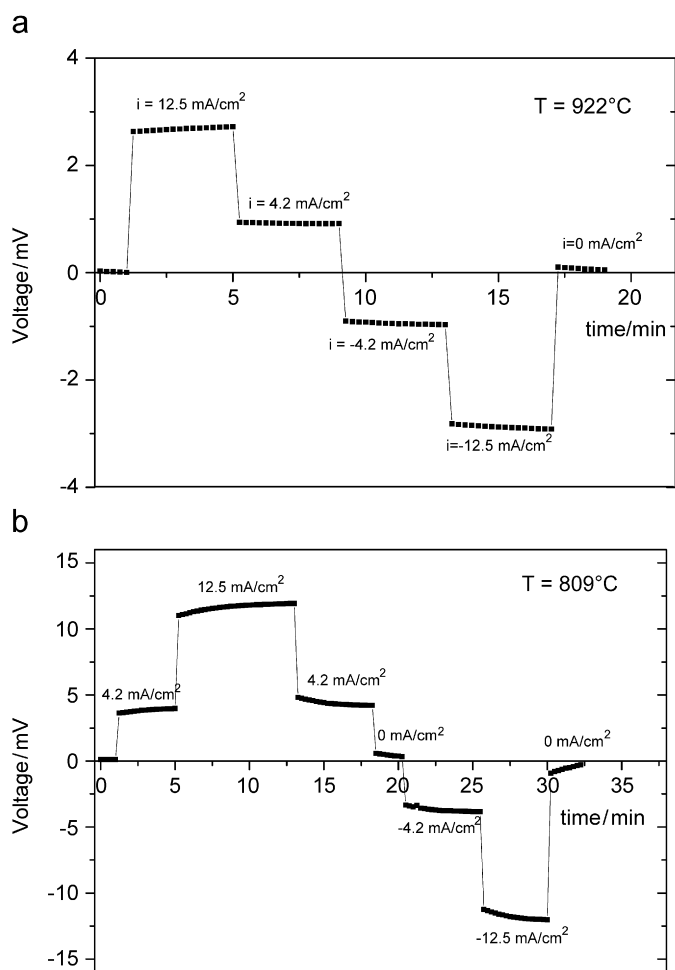 a
4
i = 12.5 mA/cm²
T = 922°C
2
i = 4.2 mA/cm²
i=0 mA/cm²
Voltage/mV
0
0
5
10
15
20
time/min
i = -4.2 mA/cm²
-2
i=-12.5 mA/cm²
-4
b
15
12.5 mA/cm²
T = 809°C
10
4.2 mA/cm²
4.2 mA/cm²
5
0 mA/cm²
0 mA/cm²
Voltage/mV
0
0
5
10
15
20
25
30
35
time/min
-4.2 mA/cm²
-5
-10
-12.5 mA/cm²
-15